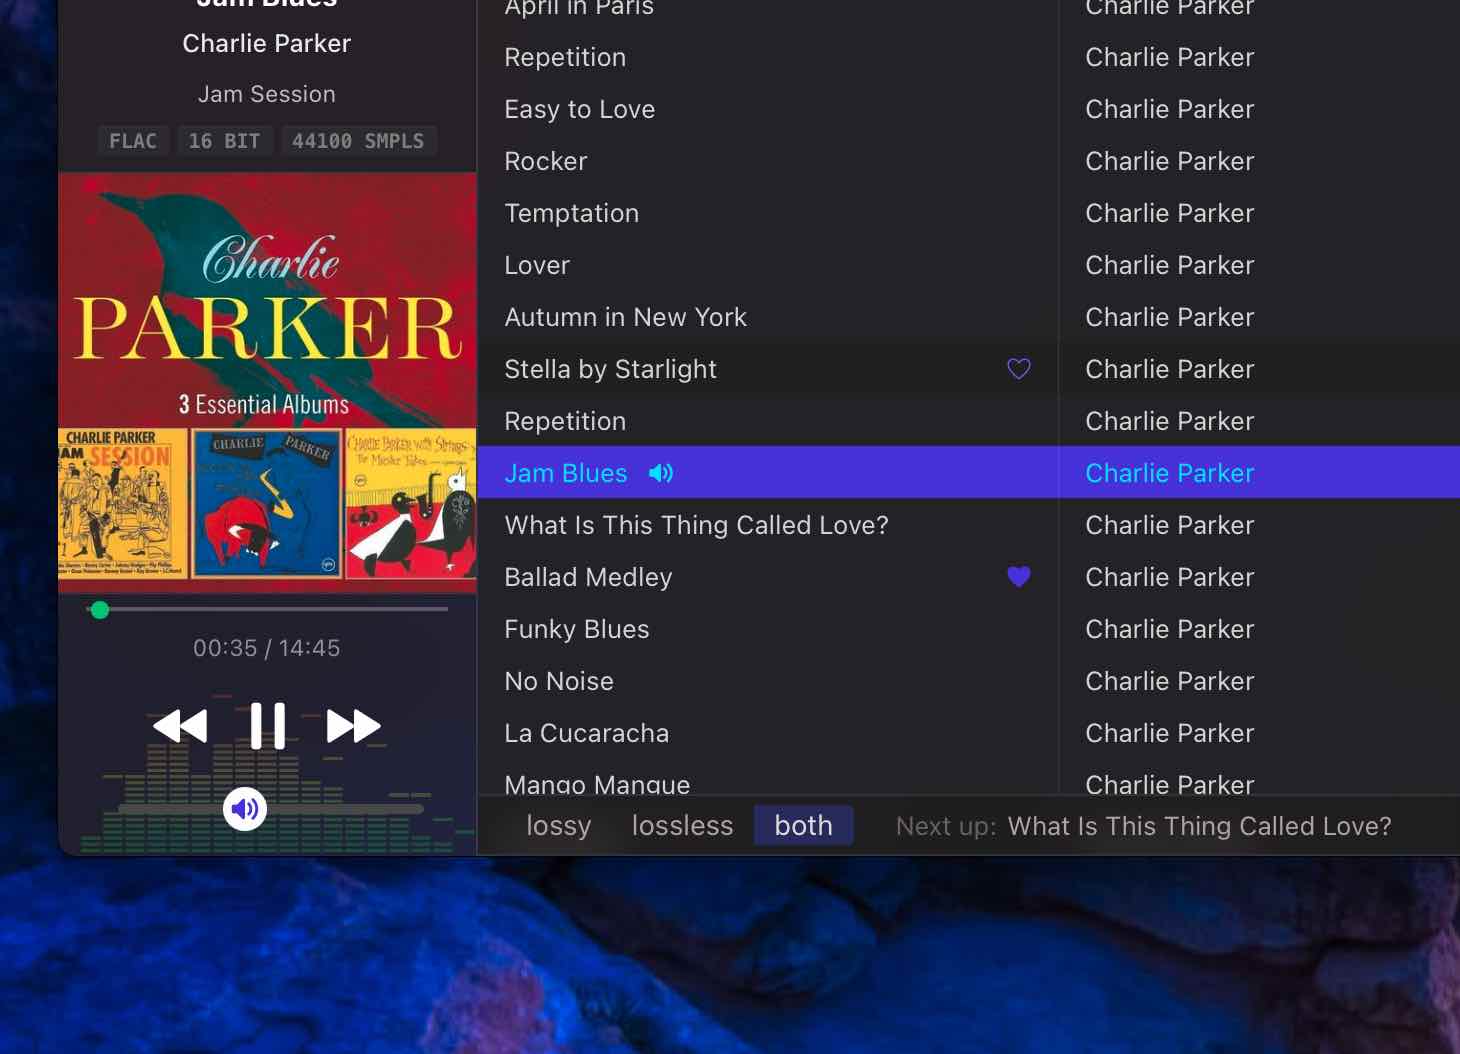 Jam Blues
Charlie Parker
Jam Session
FLAC 16 BIT 44100 SMPLS
Charlie
PARKER
3 Essential Albums
CHARLIE PARKER
JAM SESSION
CHARLIE PARKER
CHARLIE PARKER with Strings
The Master Takes
00:35 / 14:45
April in Paris Charlie Parker
Repetition Charlie Parker
Easy to Love Charlie Parker
Rocker Charlie Parker
Temptation Charlie Parker
Lover Charlie Parker
Autumn in New York Charlie Parker
Stella by Starlight Charlie Parker
Repetition Charlie Parker
Jam Blues Charlie Parker
What Is This Thing Called Love? Charlie Parker
Ballad Medley Charlie Parker
Funky Blues Charlie Parker
No Noise Charlie Parker
La Cucaracha Charlie Parker
Mango Mangue Charlie Parker
lossy lossless both Next up: What Is This Thing Called Love?